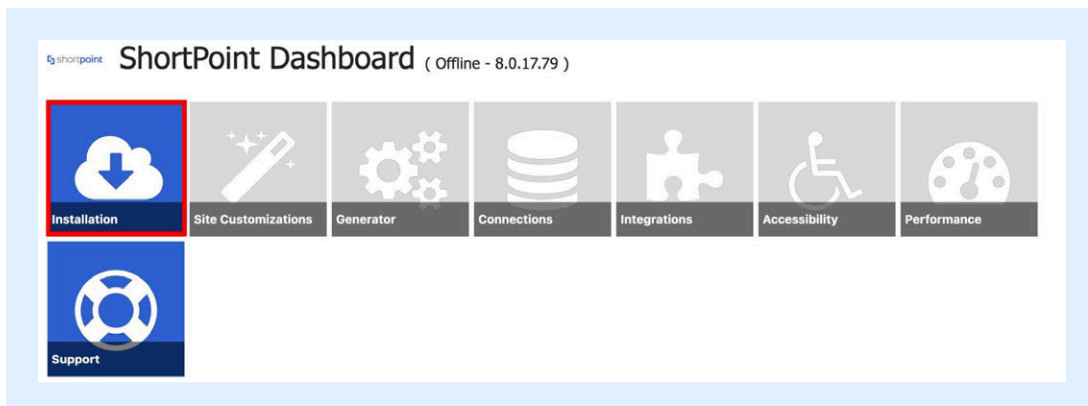 shortpoint ShortPoint Dashboard ( Offline - 8.0.17.79 )
Installation Site Customizations Generator Connections Integrations Accessibility Performance
Support